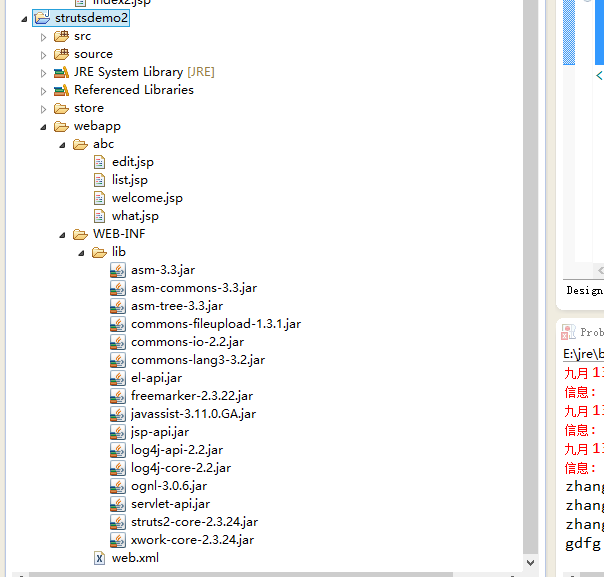 index2.jsp
strutsdemo2
src
source
JRE System Library [JRE]
Referenced Libraries
store
webapp
abc
edit.jsp
list.jsp
welcome.jsp
what.jsp
WEB-INF
lib
asm-3.3.jar
asm-commons-3.3.jar
asm-tree-3.3.jar
commons-fileupload-1.3.1.jar
commons-io-2.2.jar
commons-lang3-3.2.jar
el-api.jar
freemarker-2.3.22.jar
javassist-3.11.0.GA.jar
jsp-api.jar
log4j-api-2.2.jar
log4j-core-2.2.jar
ognl-3.0.6.jar
servlet-api.jar
struts2-core-2.3.24.jar
xwork-core-2.3.24.jar
web.xml
<
Design
Prob
E:\jre\b
九月 13
信息:
九月 13
信息:
九月 13
信息:
zhang
zhang
zhang
gdfg